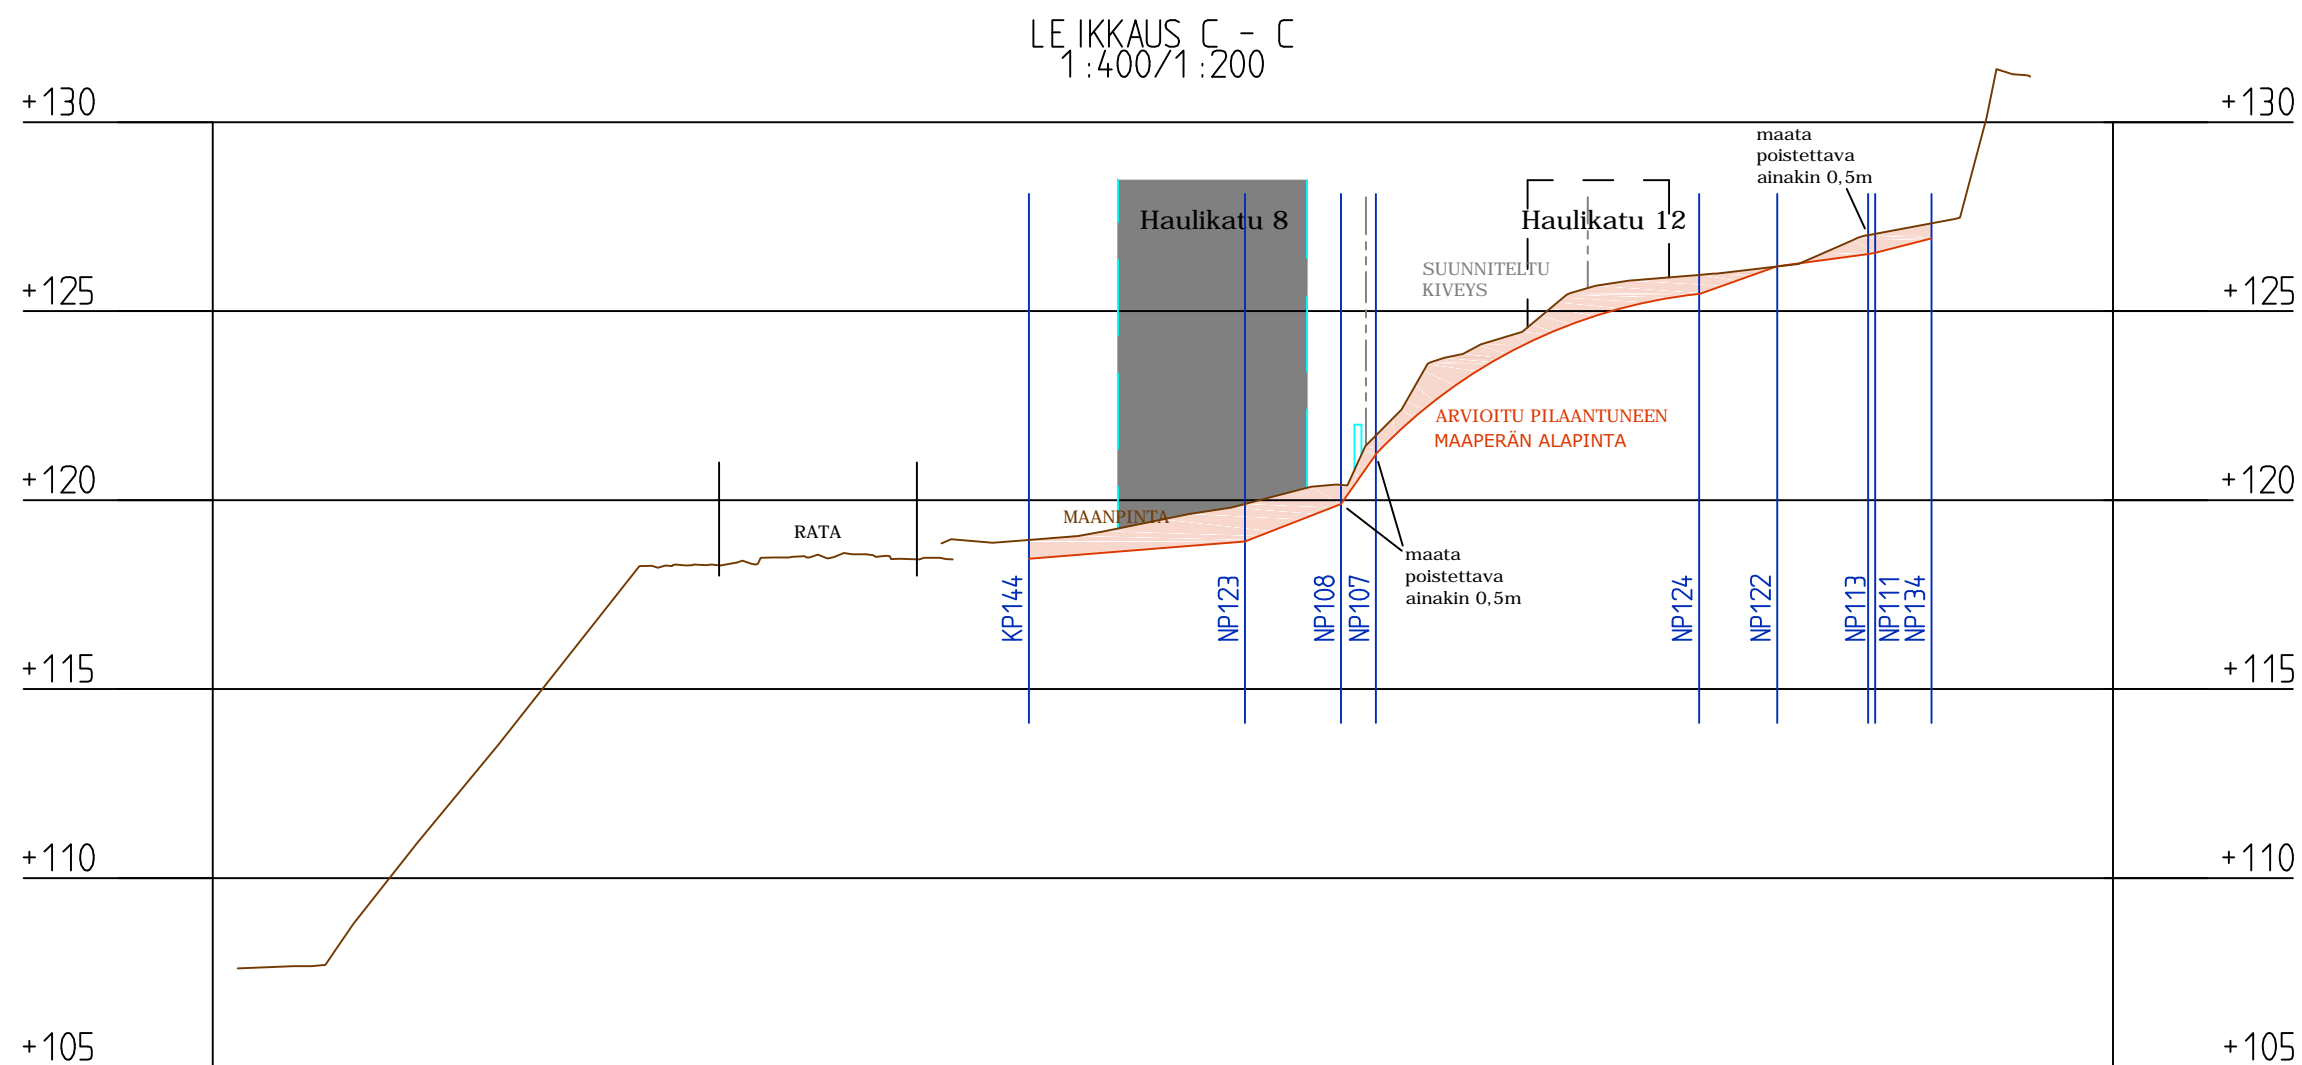 LEIKKAUS C - C
1:400/1:200
+130
+130
maata
poistettava
ainakin 0,5m
Haulikatu 8
Haulikatu 12
SUUNNITELTU
KIVEYS
+125
+125
ARVIOITU PILAANTUNEEN
MAAPERÄN ALAPINTA
+120
+120
MAANPINTA
RATA
maata
poistettava
ainakin 0,5m
KP144
NP123
NP108
NP107
NP124
NP122
NP113
NP111
NP134
+115
+115
+110
+110
+105
+105